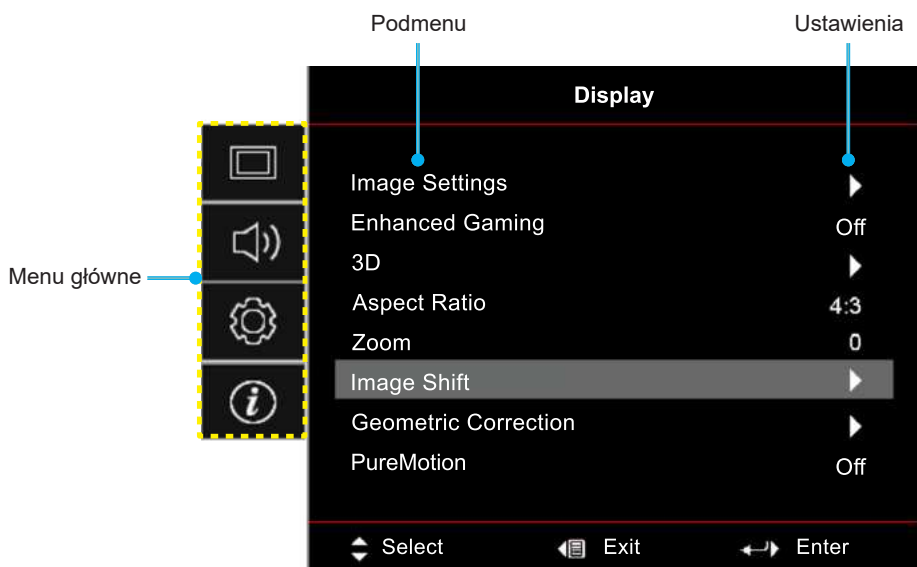 Podmenu
Ustawienia
Display
Image Settings
Enhanced Gaming Off
3D
Menu główne
Aspect Ratio 4:3
Zoom 0
Image Shift
Geometric Correction
PureMotion Off
Select Exit Enter